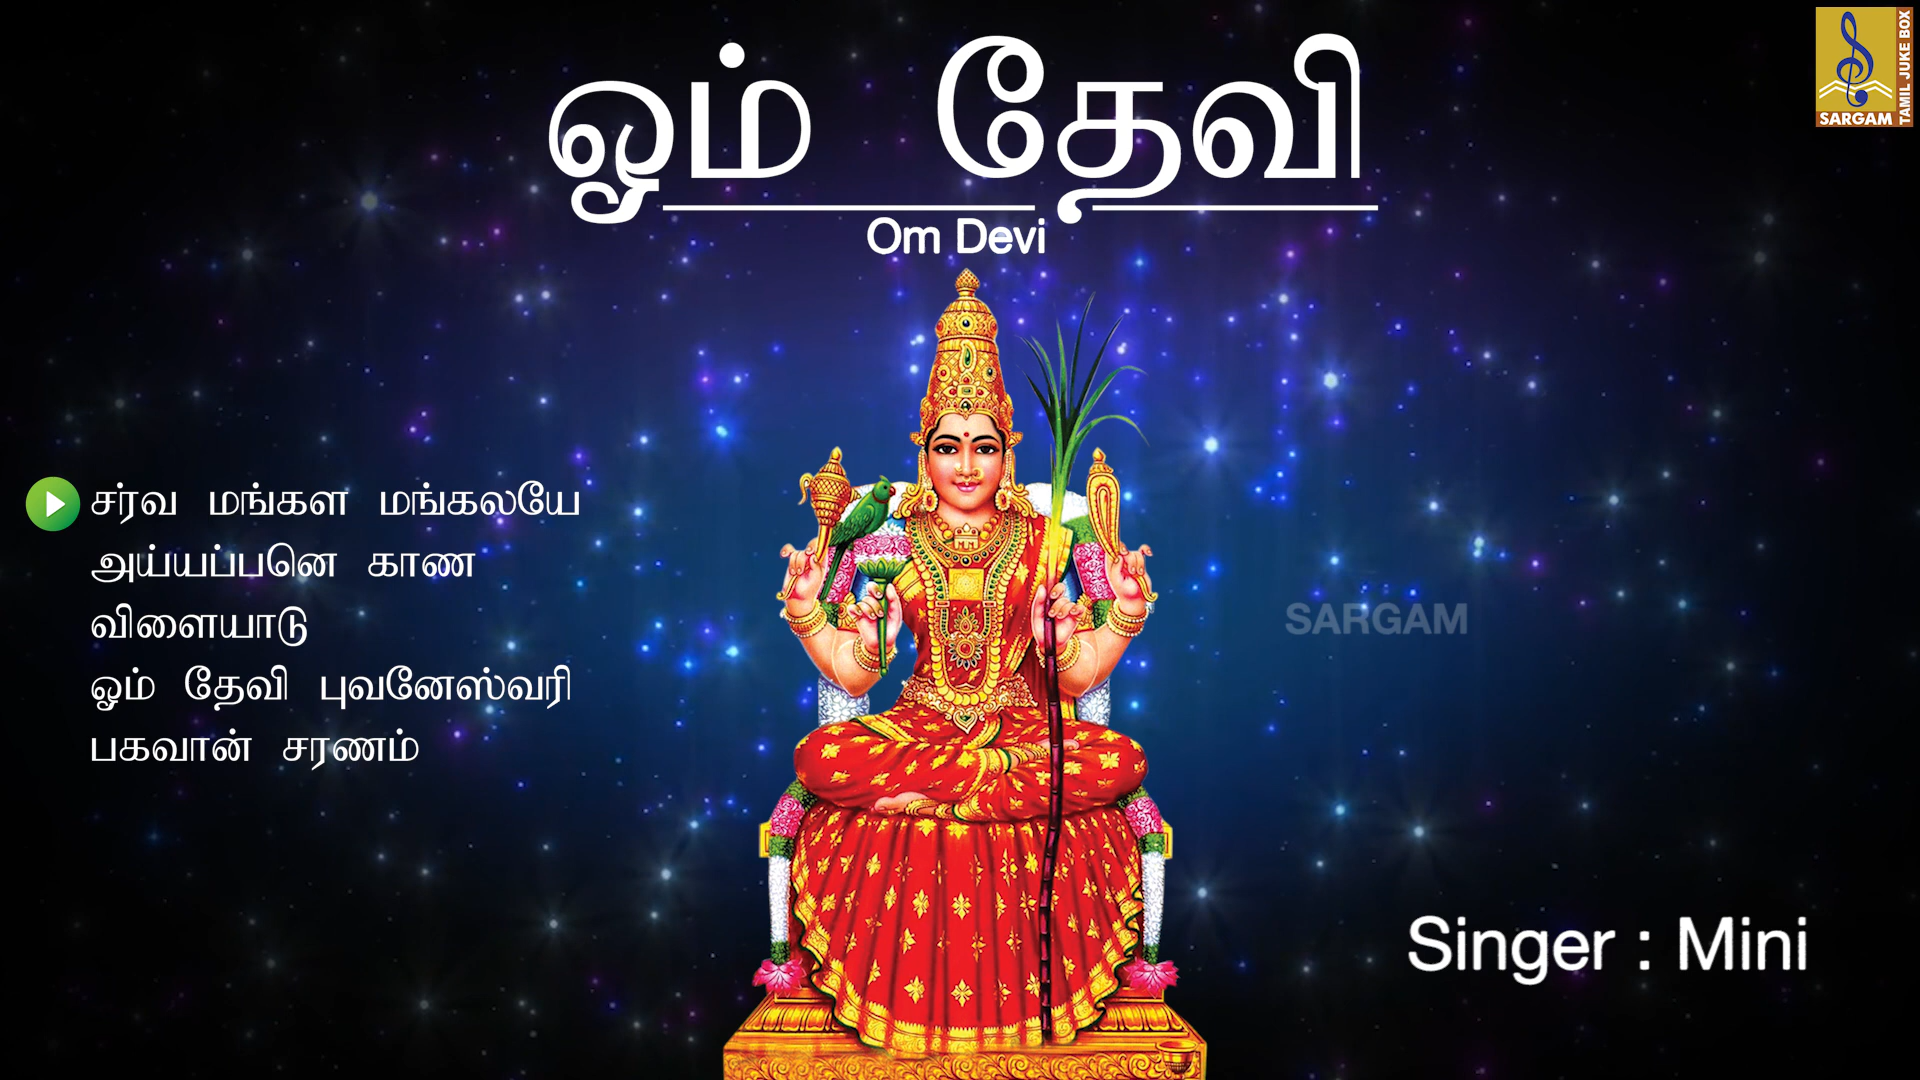 ஓம் தேவி
Om Devi
SARGAM
TAMIL JUKE BOX
சர்வ மங்கள மங்கலயே
அய்யப்பனெ காண
விளையாடு
ஓம் தேவி புவனேஸ்வரி
பகவான் சரணம்
SARGAM
Singer : Mini